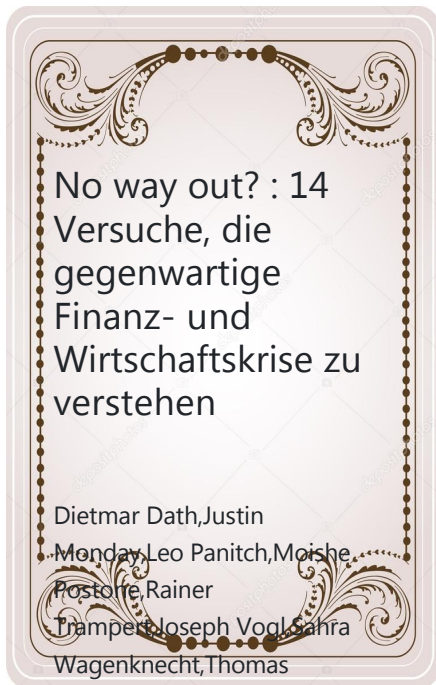 No way out? : 14
Versuche, die
gegenwartige
Finanz- und
Wirtschaftskrise zu
verstehen
Dietmar Dath,Justin
Monday,Leo Panitch,Moishe
Postone,Rainer
Trampert,Joseph Vogl,Sahra
Wagenknecht,Thomas